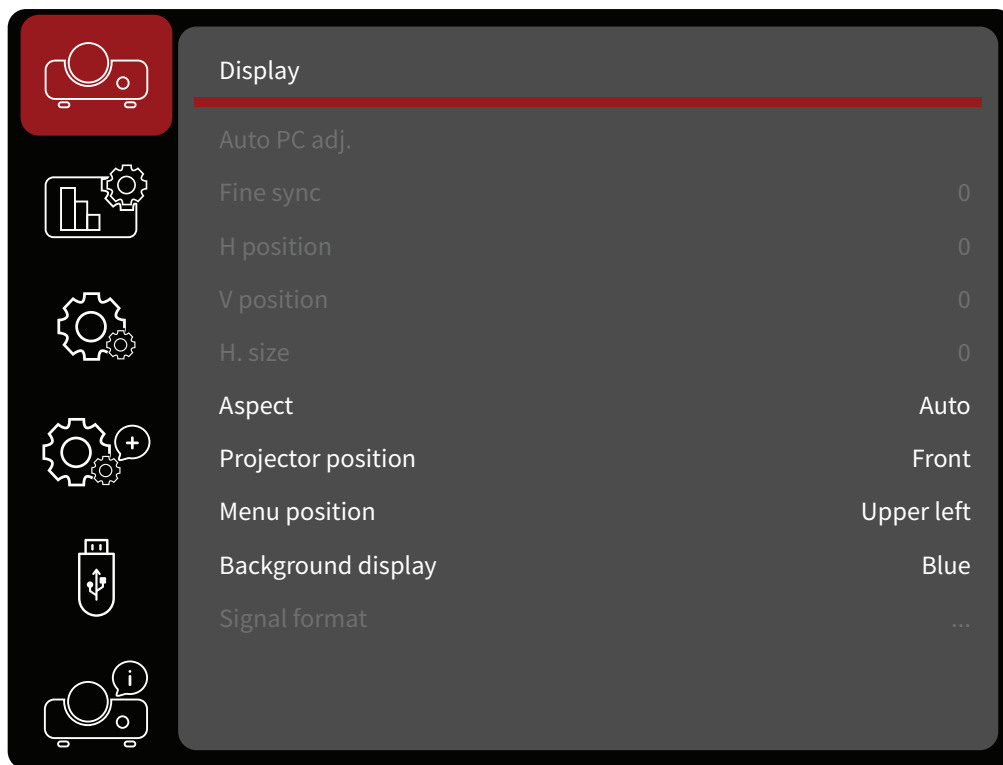 Display
Auto PC adj.
Fine sync 0
H position 0
V position 0
H. size 0
Aspect Auto
Projector position Front
Menu position Upper left
Background display Blue
Signal format ...